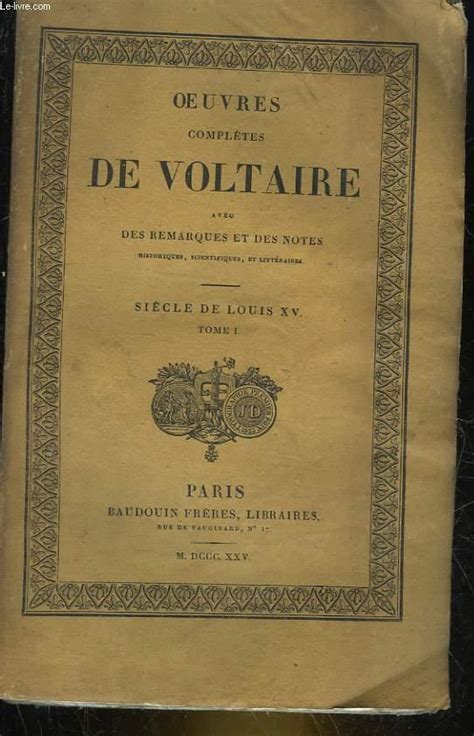 Le-livre.com
OEUVRES
COMPLÈTES
DE VOLTAIRE
AVEC
DES REMARQUES ET DES NOTES
HISTORIQUES, SCIENTIFIQUES, ET LITTÉRAIRES.
SIÈCLE DE LOUIS XV.
TOME I.
JD
PARIS
BAUDOUIN FRÈRES, LIBRAIRES,
RUE DE VAUGIRARD, N° 17.
M. DCCC. XXV.